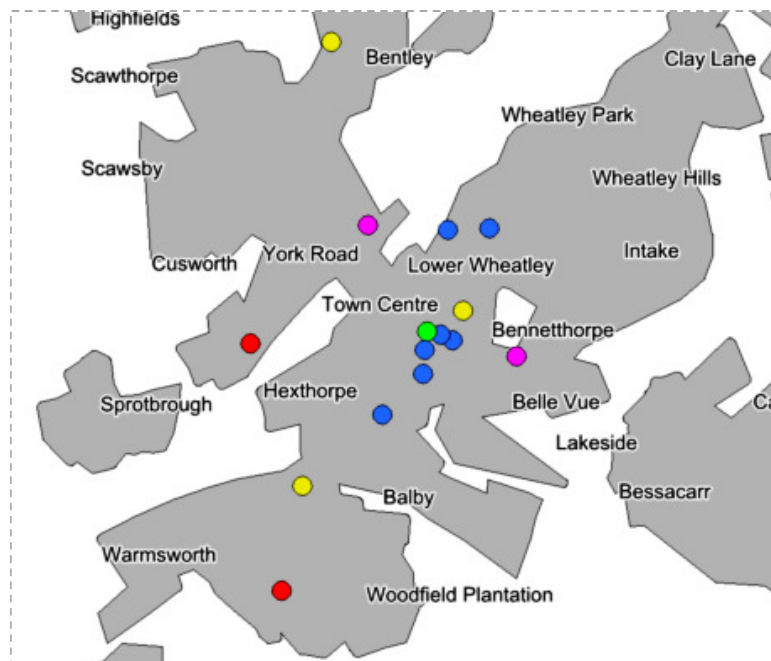 Highfields
Bentley
Clay Lane
Scawthorpe
Wheatley Park
Scawsby
Wheatley Hills
Intake
York Road
Cusworth
Lower Wheatley
Town Centre
Bennetthorpe
Hexthorpe
Sprotbrough
Belle Vue
Ca
Lakeside
Bessacarr
Balby
Warmsworth
Woodfield Plantation